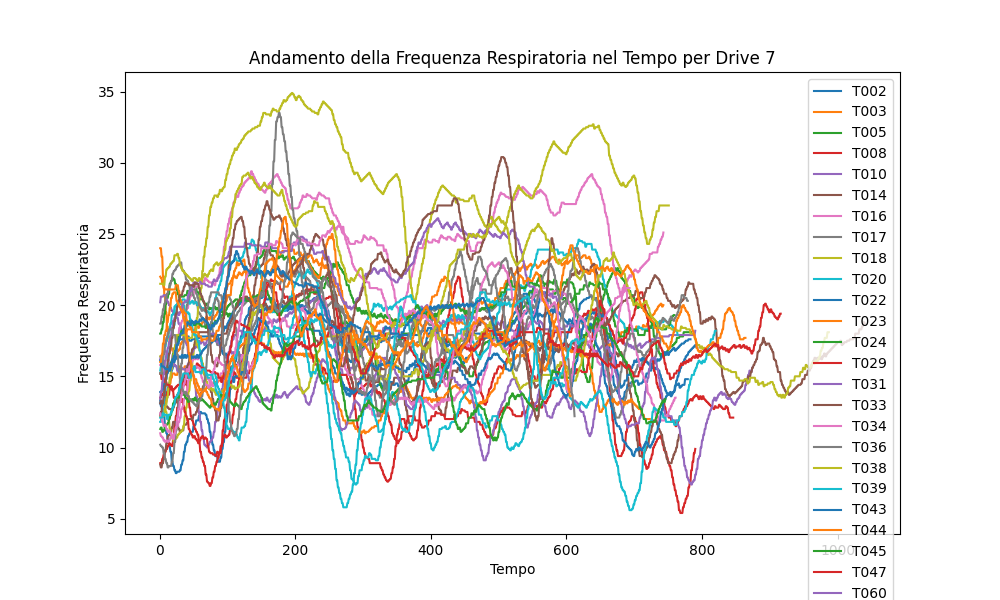 Andamento della Frequenza Respiratoria nel Tempo per Drive 7
Frequenza Respiratoria
35
30
25
20
15
10
5
0
200
400
600
800
1000
Tempo
T002
T003
T005
T008
T010
T014
T016
T017
T018
T020
T022
T023
T024
T029
T031
T033
T034
T036
T038
T039
T043
T044
T045
T047
T060